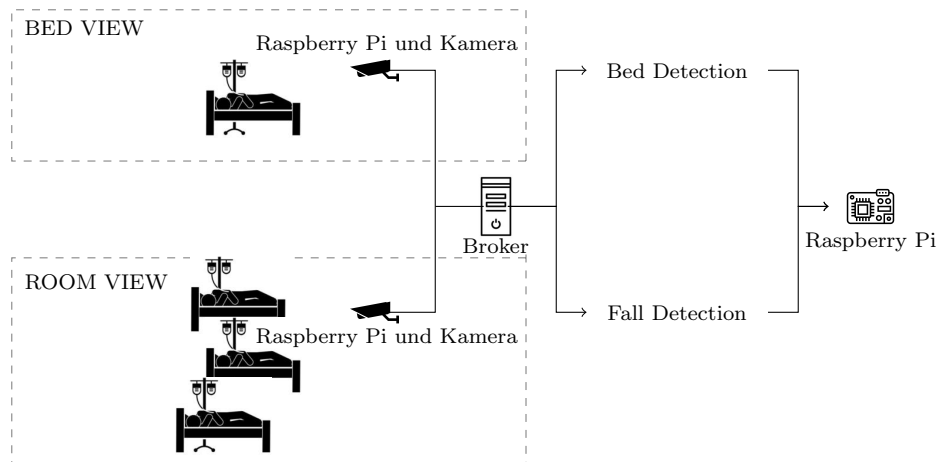 BED VIEW
Raspberry Pi und Kamera
Bed Detection
Broker
Raspberry Pi
ROOM VIEW
Raspberry Pi und Kamera
Fall Detection